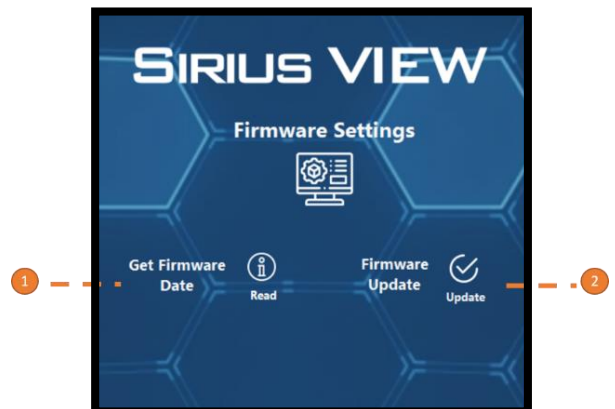 SIRIUS VIEW
Firmware Settings
Get Firmware
Date
Read
Firmware
Update
Update
1
2